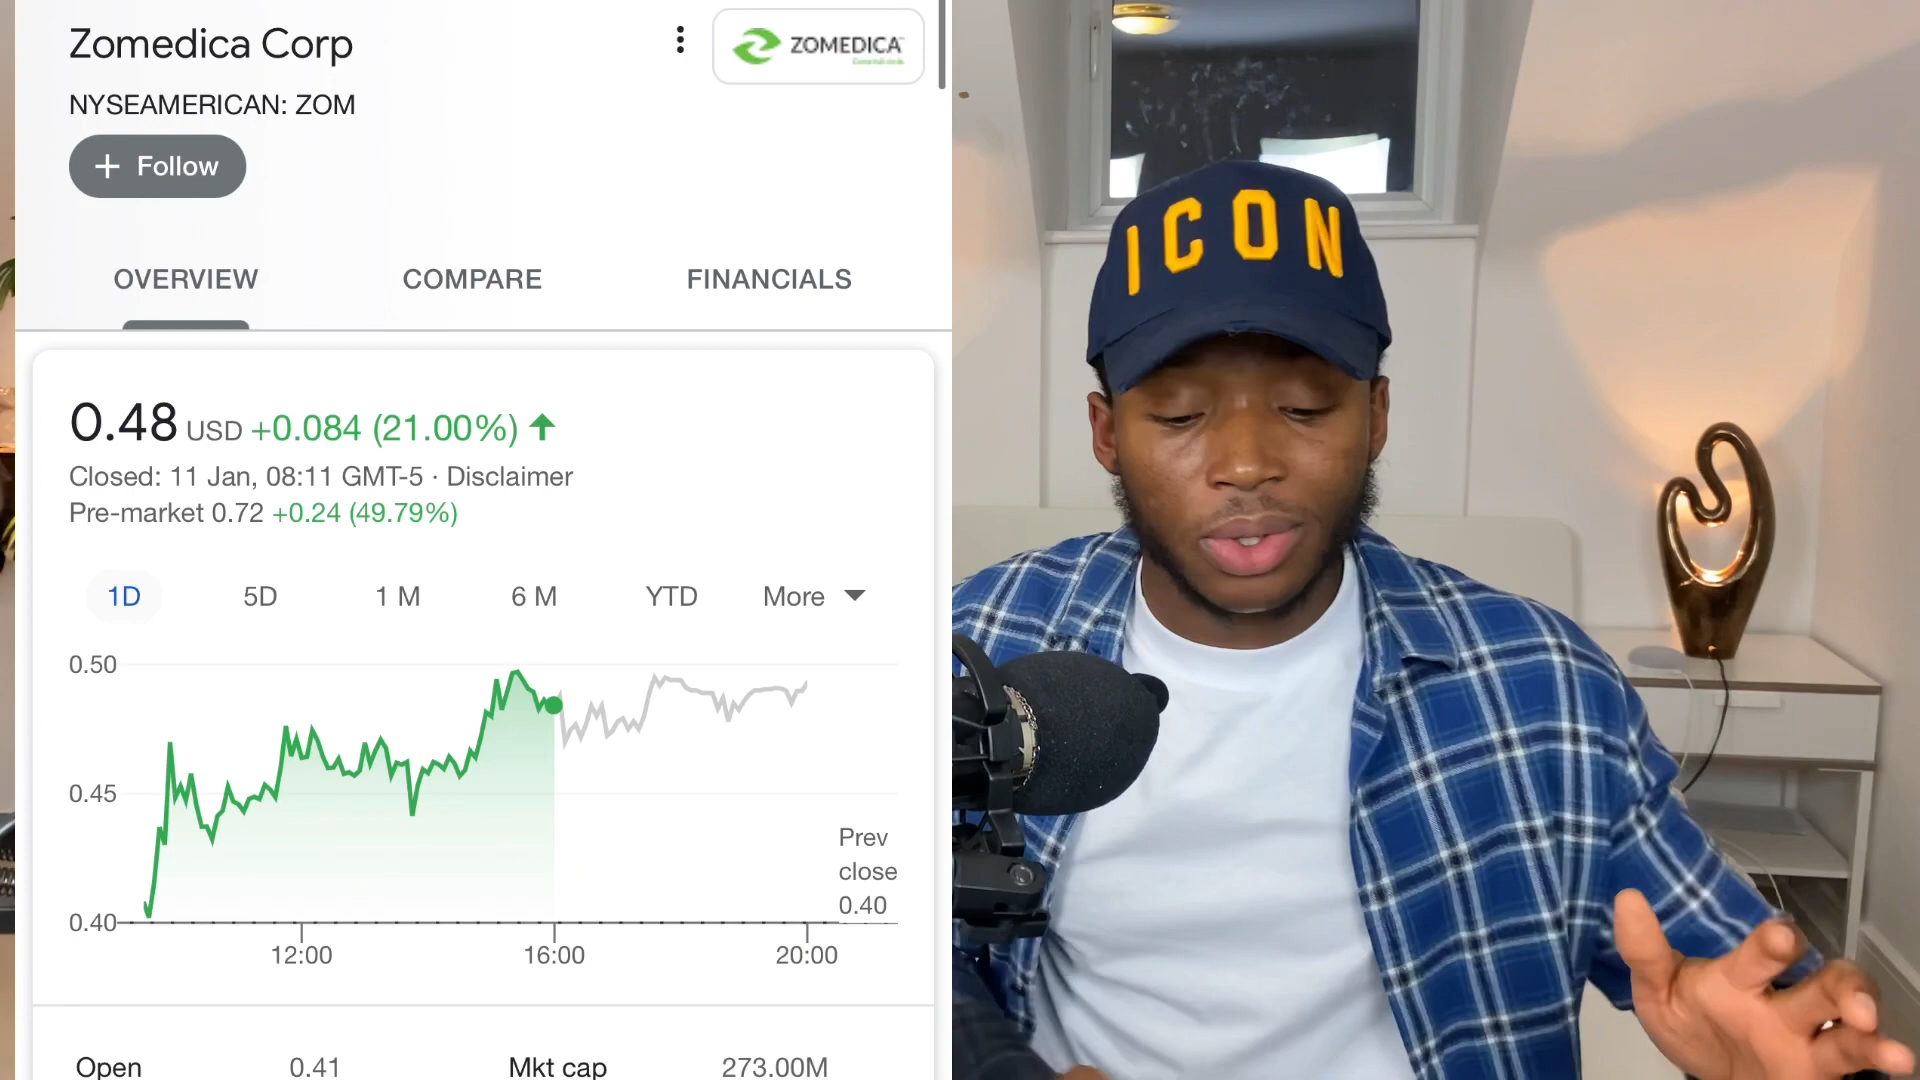 Zomedica Corp
ZOMEDICA
NYSEAMERICAN: ZOM
+ Follow
OVERVIEW COMPARE FINANCIALS
0.48 USD +0.084 (21.00%)
Closed: 11 Jan, 08:11 GMT-5 · Disclaimer
Pre-market 0.72 +0.24 (49.79%)
1D 5D 1 M 6 M YTD More
0.50
0.45
0.40
Prev
close
0.40
12:00 16:00 20:00
Open 0.41 Mkt cap 273.00M
ICON